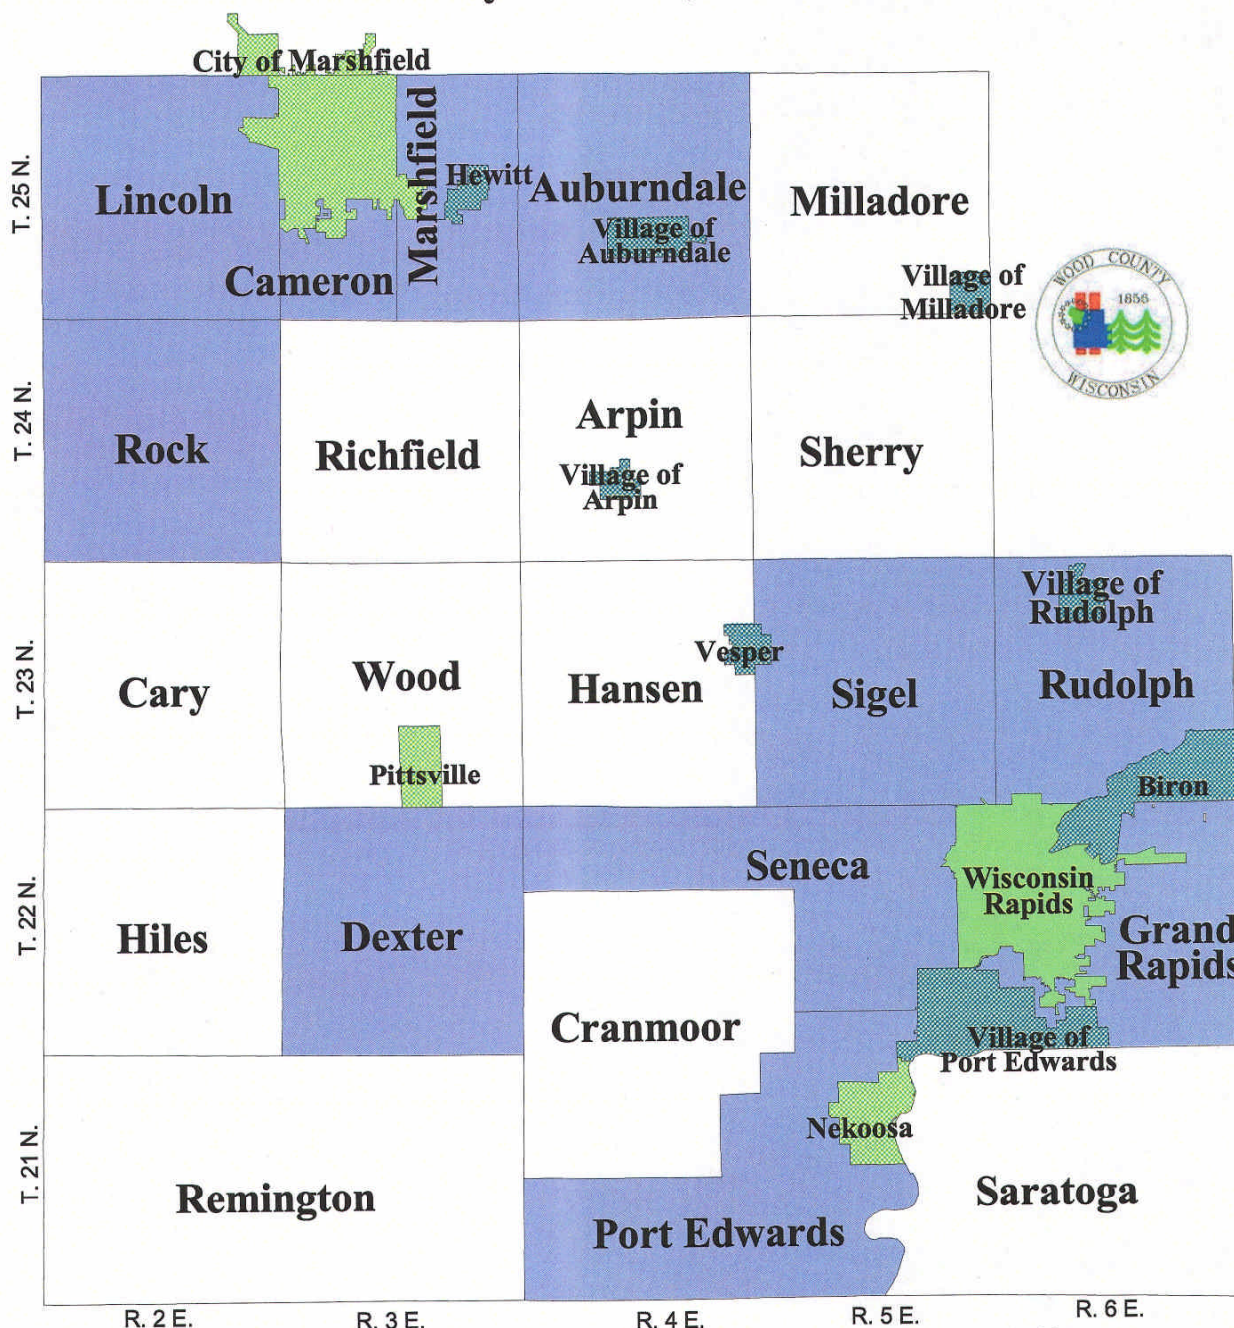 City of Marshfield
T. 25 N.
Lincoln
Cameron
Marshfield
Hewitt
Auburndale
Village of
Auburndale
Milladore
Village of
Milladore
WOOD COUNTY
1856
WISCONSIN
T. 24 N.
Rock
Richfield
Arpin
Village of
Arpin
Sherry
T. 23 N.
Cary
Wood
Pittsville
Hansen
Vesper
Sigel
Village of
Rudolph
Rudolph
Biron
T. 22 N.
Hiles
Dexter
Seneca
Cranmoor
Wisconsin
Rapids
Grand
Rapids
Village of
Port Edwards
Nekoosa
T. 21 N.
Remington
Port Edwards
Saratoga
R. 2 E.
R. 3 E.
R. 4 E.
R. 5 E.
R. 6 E.